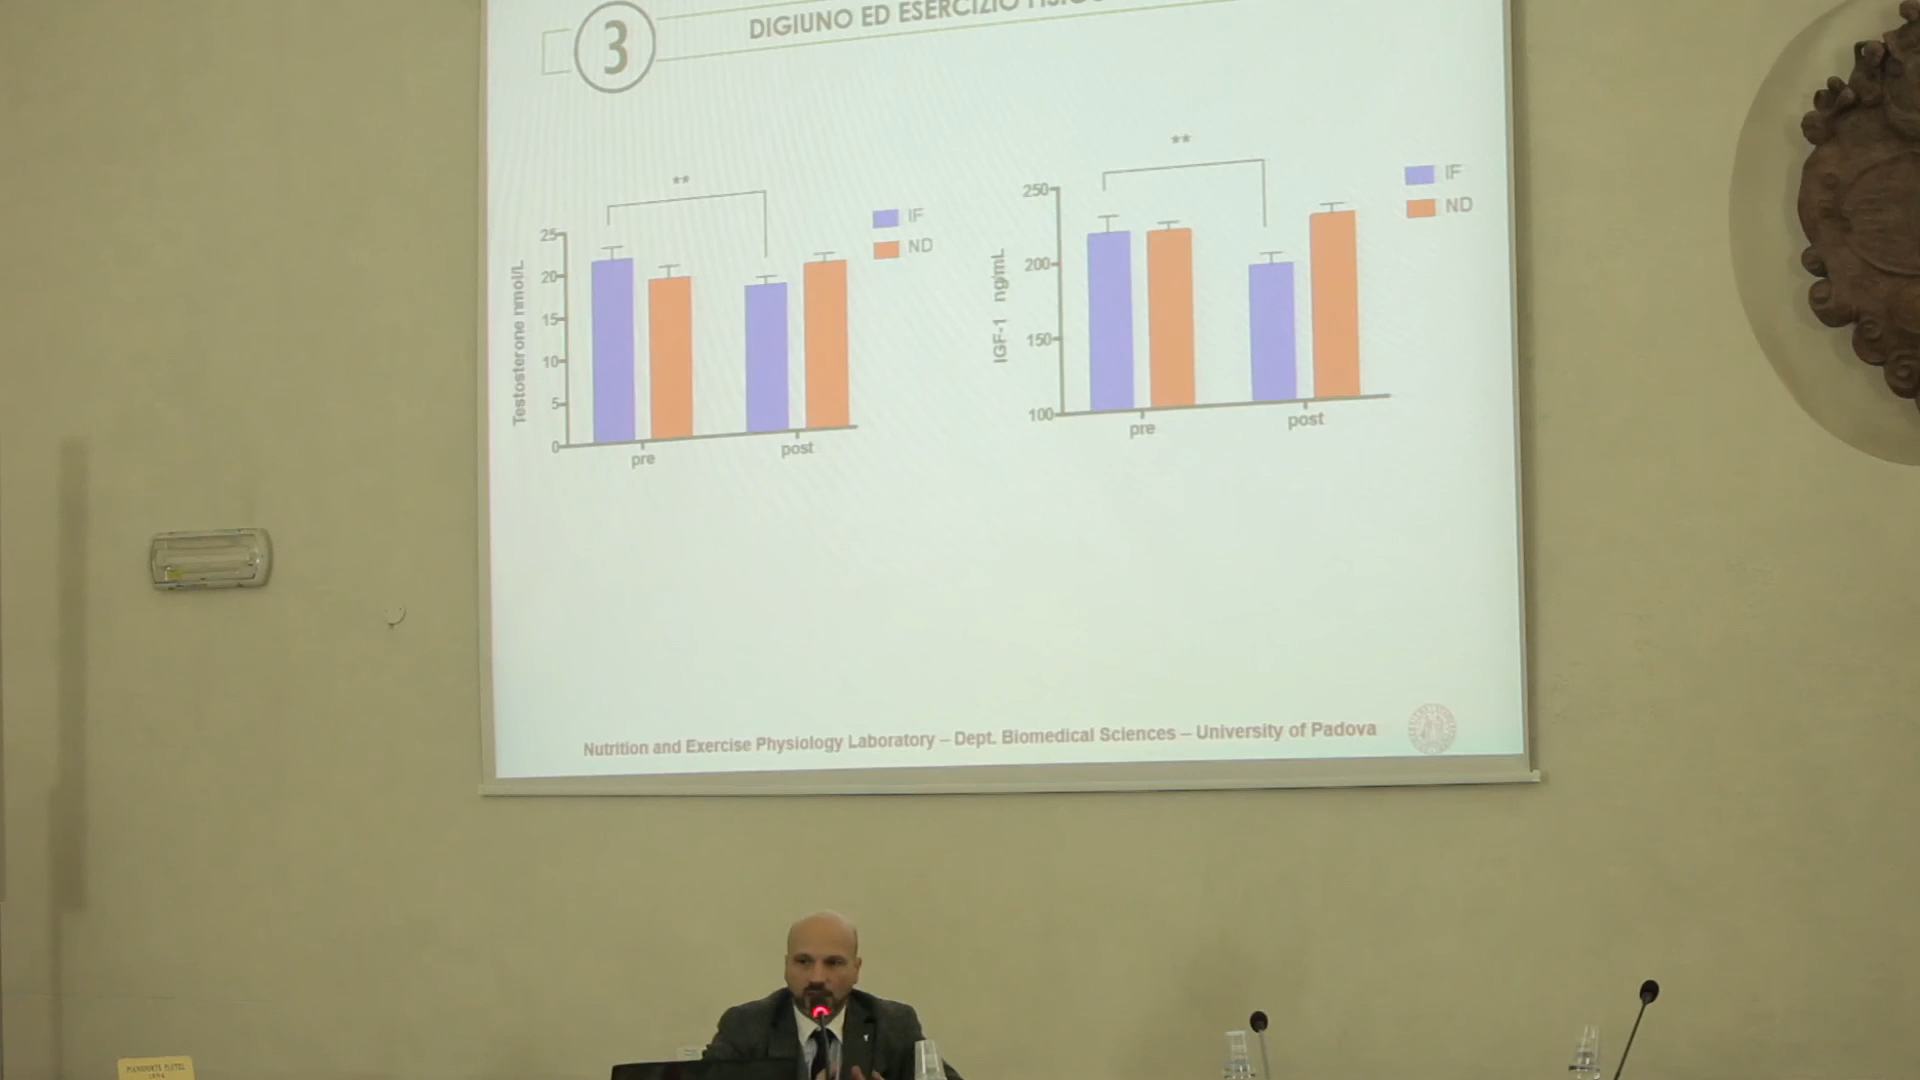 3
DIGIUNO ED ESERCIZIO
**
**
IF
ND
IF
ND
Testosterone nmol/L
25
20
15
10
5
0
pre
post
IGF-1 ng/mL
250
200
150
100
pre
post
Nutrition and Exercise Physiology Laboratory – Dept. Biomedical Sciences – University of Padova